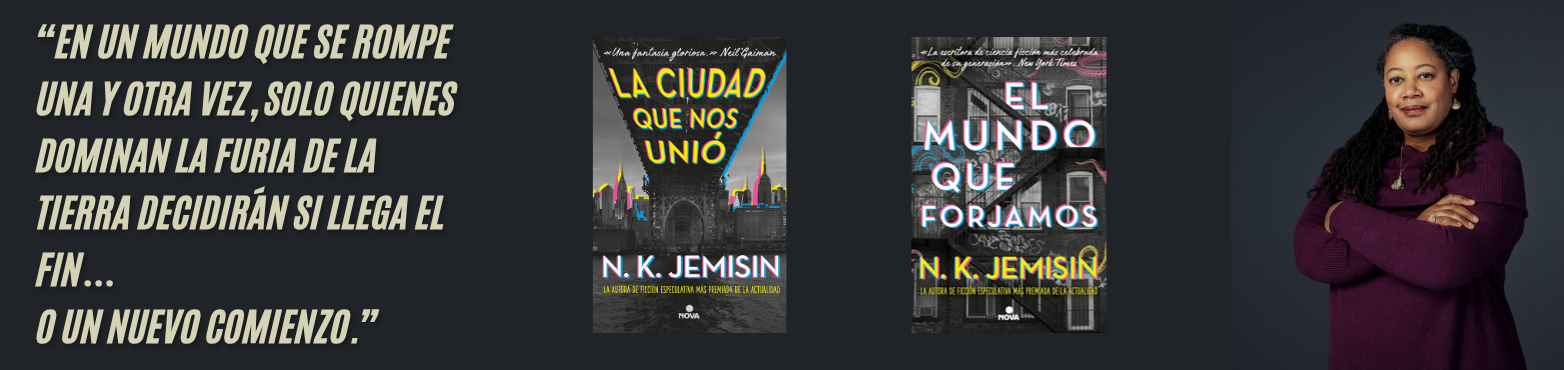 “EN UN MUNDO QUE SE ROMPE
UNA Y OTRA VEZ, SOLO QUIENES
DOMINAN LA FURIA DE LA
TIERRA DECIDIRÁN SI LLEGA EL
FIN...
O UN NUEVO COMIENZO.”
«Una fantasía gloriosa.» Neil Gaiman
LA CIUDAD
QUE NOS
UNIÓ
N. K. JEMISIN
LA AUTORA DE FICCIÓN ESPECULATIVA MÁS PREMIADA DE LA ACTUALIDAD
NOVA
«La escritora de ciencia ficción más celebrada
de su generación». New York Times
EL
MUNDO
QUE
FORJAMOS
N. K. JEMISIN
LA AUTORA DE FICCIÓN ESPECULATIVA MÁS PREMIADA DE LA ACTUALIDAD
NOVA